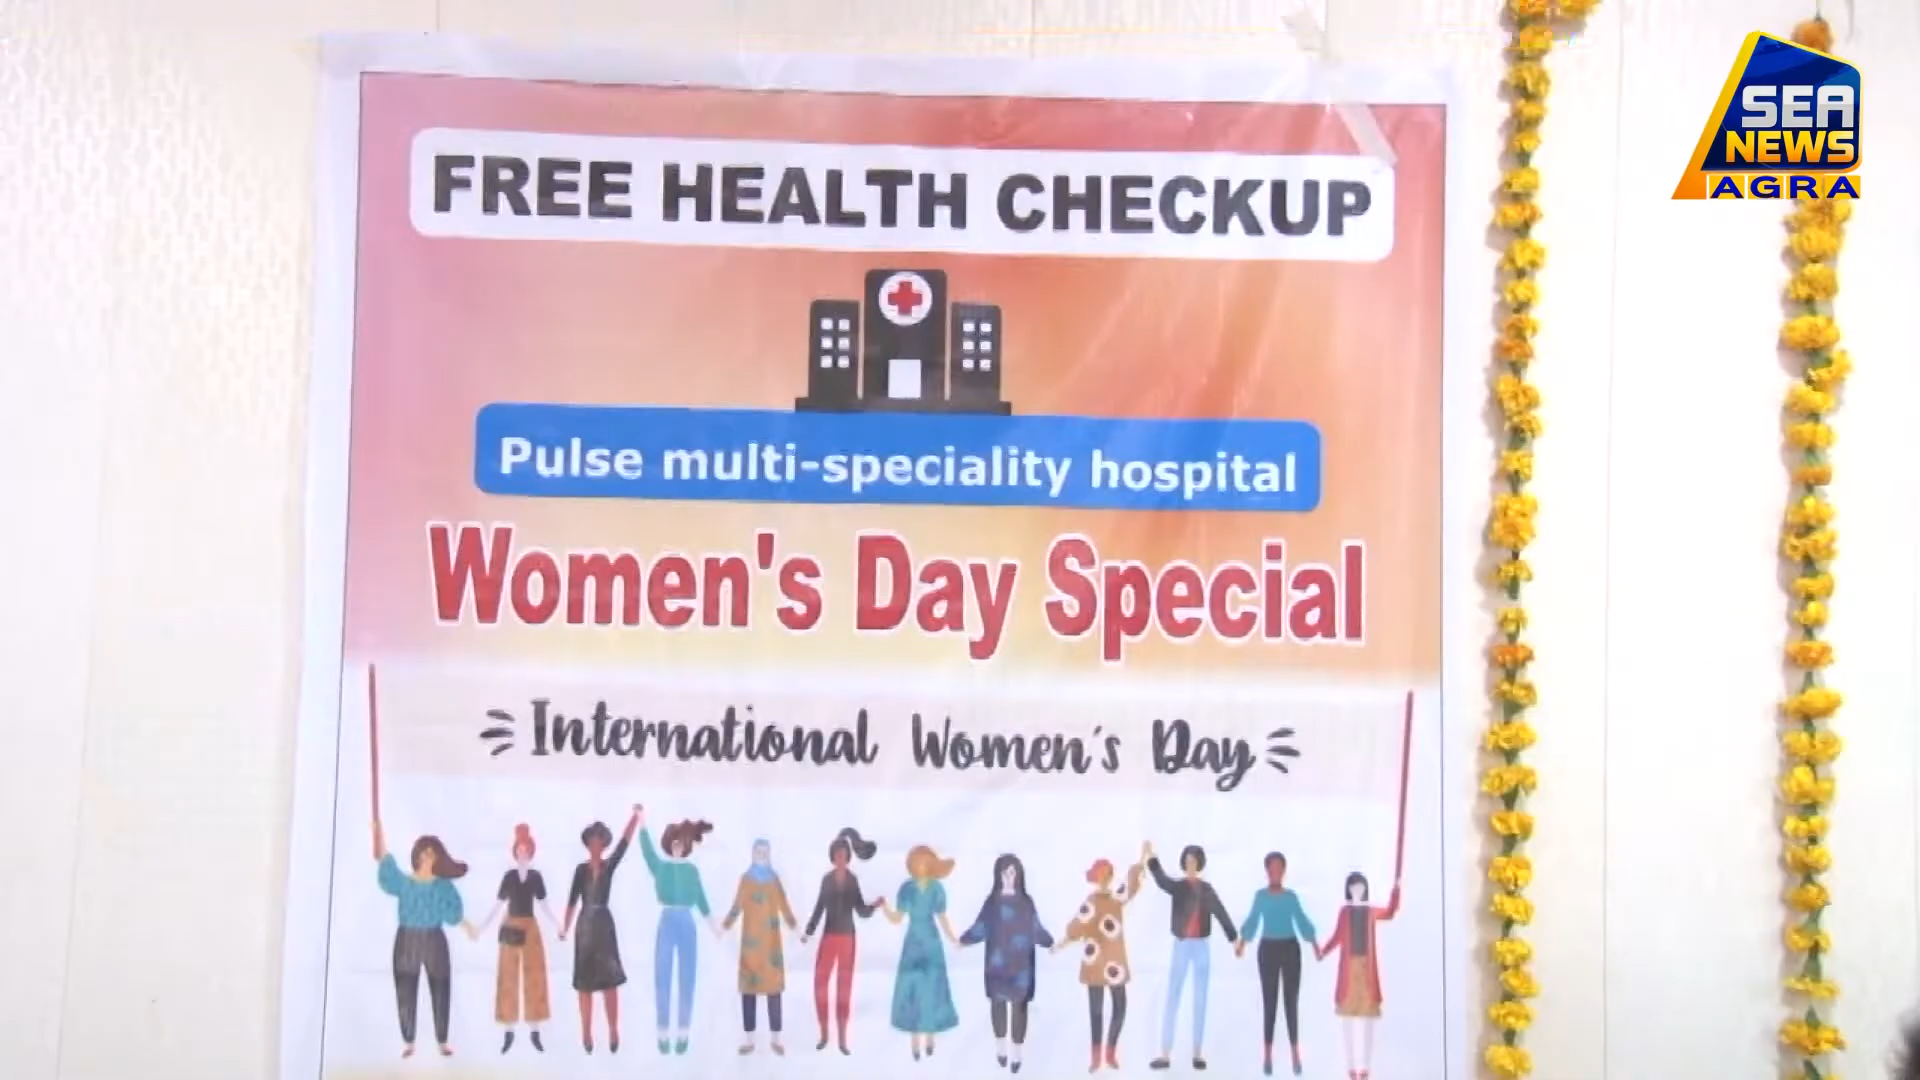 FREE HEALTH CHECKUP
Pulse multi-speciality hospital
Women's Day Special
International Women's Day
SEA
NEWS
AGRA